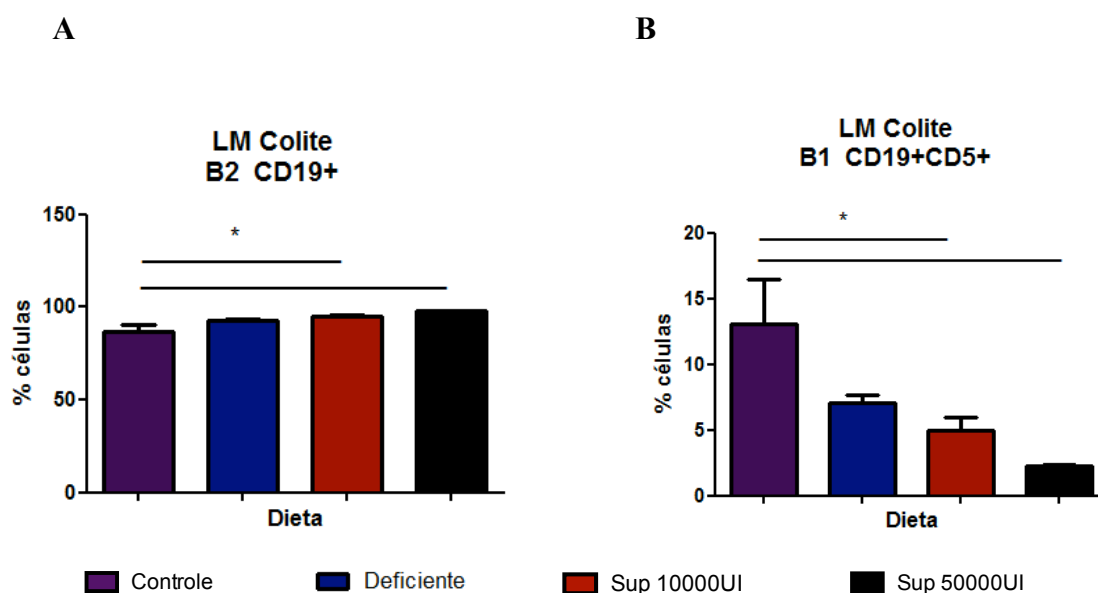 A
B
LM Colite
B2 CD19+
150
100
50
0
% células
*
Dieta
LM Colite
B1 CD19+CD5+
20
15
10
5
0
% células
*
Dieta
Controle
Deficiente
Sup 10000UI
Sup 50000UI